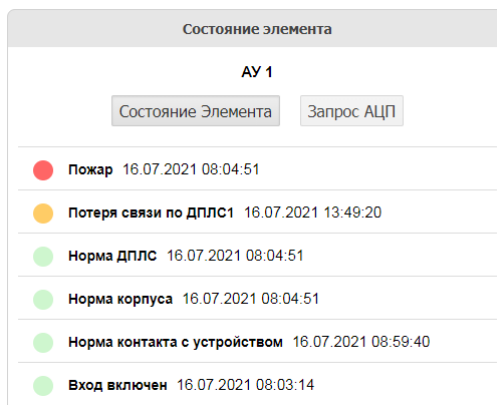 Состояние элемента
АУ 1
Состояние Элемента Запрос АЦП
Пожар 16.07.2021 08:04:51
Потеря связи по ДПЛС1 16.07.2021 13:49:20
Норма ДПЛС 16.07.2021 08:04:51
Норма корпуса 16.07.2021 08:04:51
Норма контакта с устройством 16.07.2021 08:59:40
Вход включен 16.07.2021 08:03:14